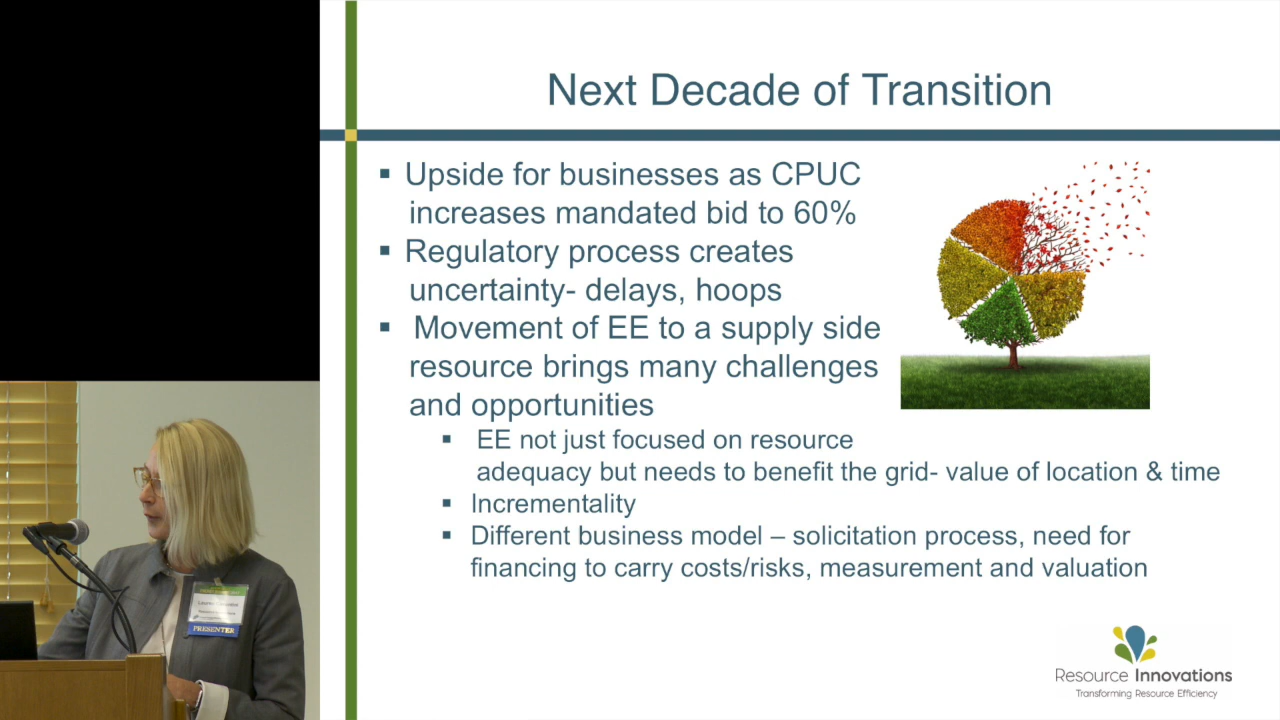 Next Decade of Transition
▪ Upside for businesses as CPUC
increases mandated bid to 60%
▪ Regulatory process creates
uncertainty- delays, hoops
▪ Movement of EE to a supply side
resource brings many challenges
and opportunities
▪ EE not just focused on resource
adequacy but needs to benefit the grid- value of location & time
▪ Incrementality
▪ Different business model – solicitation process, need for
financing to carry costs/risks, measurement and valuation
PRESENTER
Resource Innovations
Transforming Resource Efficiency